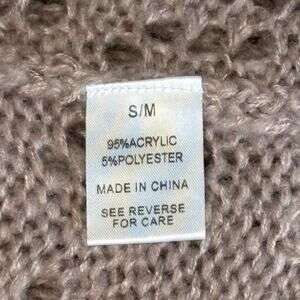 S/M
95%ACRYLIC
5%POLYESTER
MADE IN CHINA
SEE REVERSE
FOR CARE